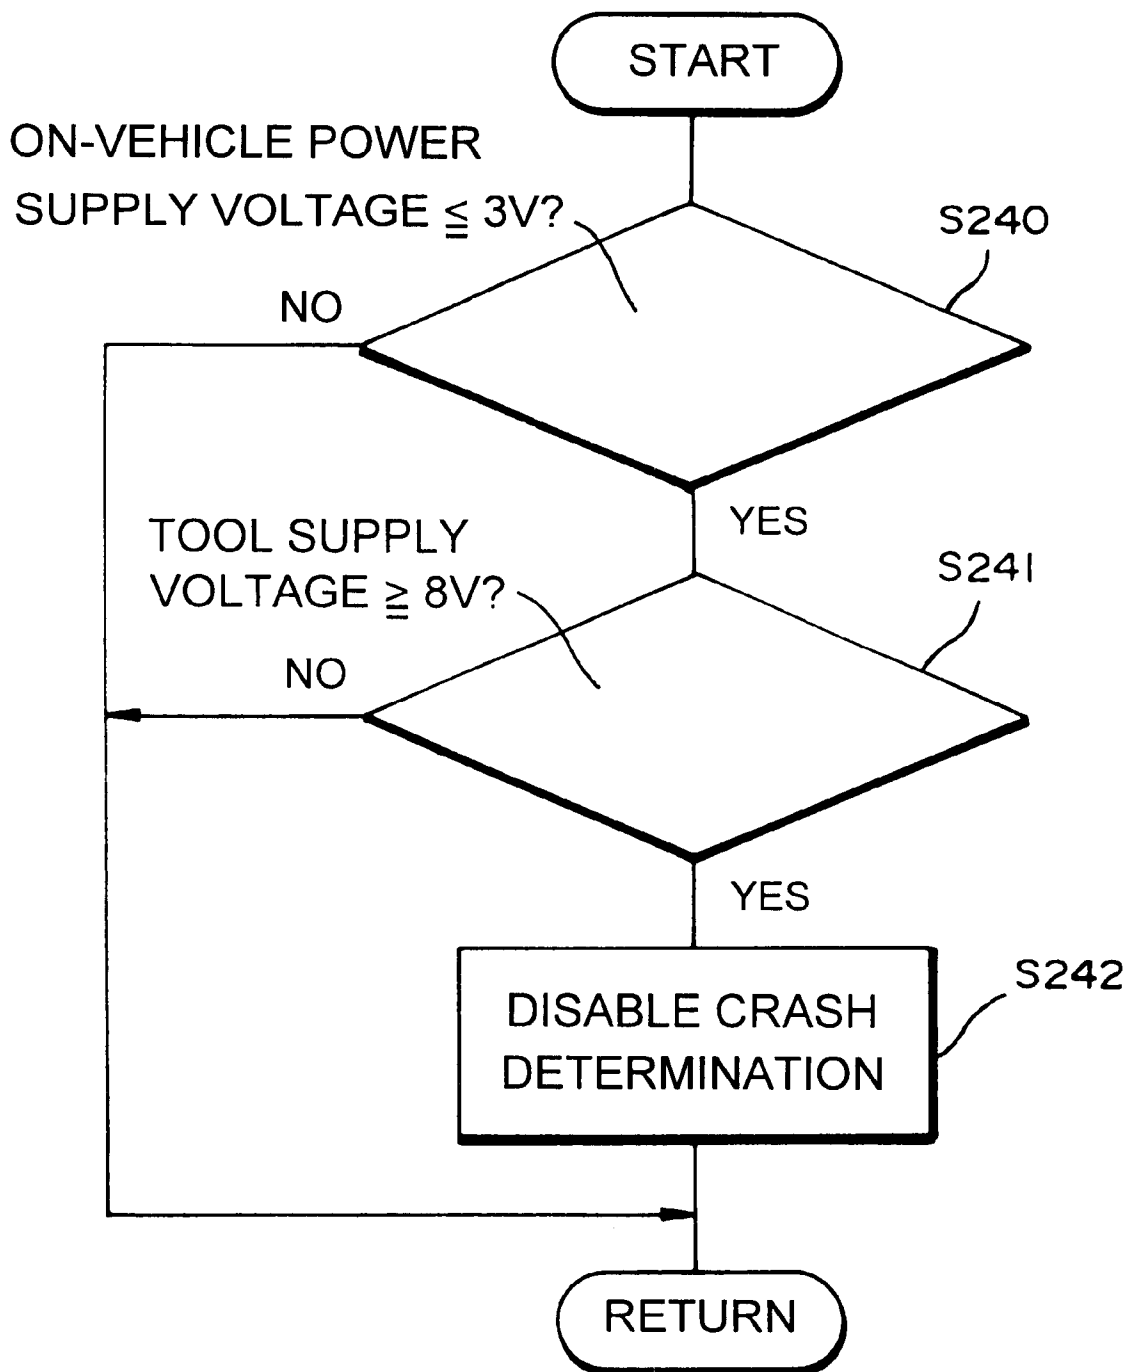 START
ON-VEHICLE POWER
SUPPLY VOLTAGE ≦ 3V?
S240
NO
YES
TOOL SUPPLY
VOLTAGE ≧ 8V?
S241
NO
YES
S242
DISABLE CRASH
DETERMINATION
RETURN